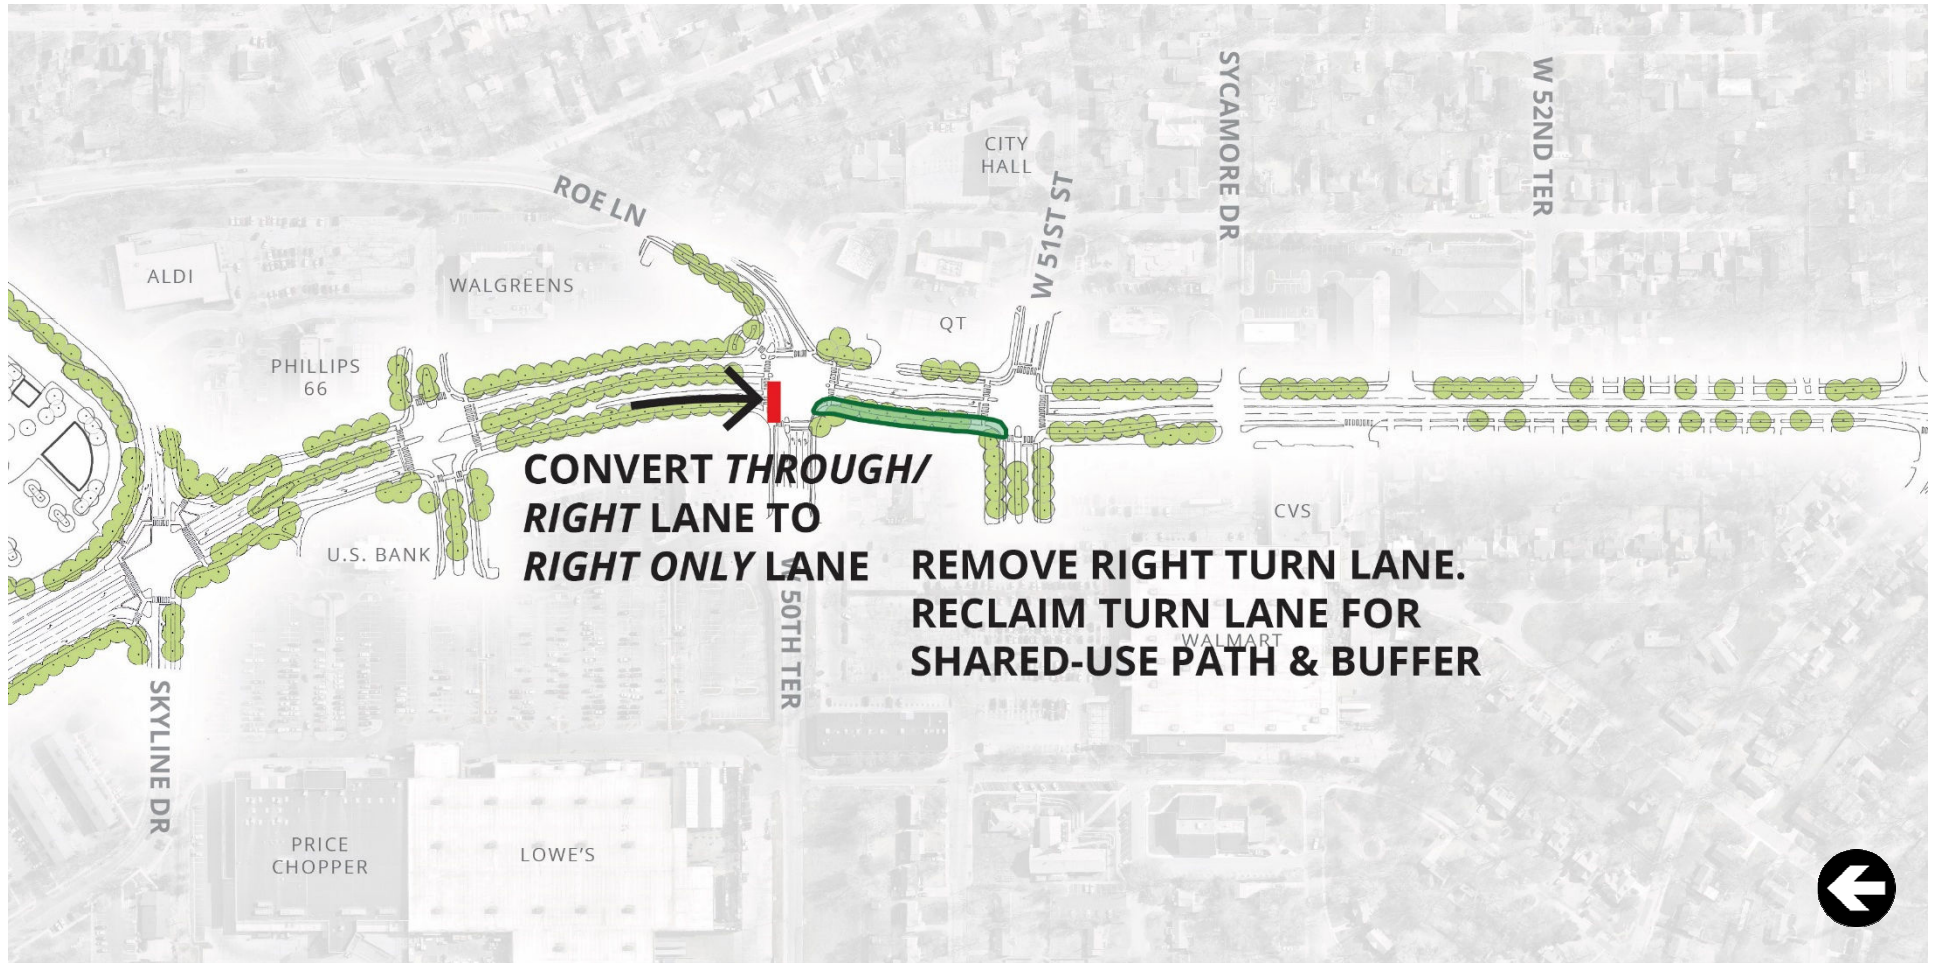 SYCAMORE DR
W 52ND TER
CITY
HALL
W 51ST ST
ROE LN
ALDI
WALGREENS
QT
PHILLIPS
66
CONVERT THROUGH/
RIGHT LANE TO
RIGHT ONLY LANE
U.S. BANK
CVS
W 50TH TER
REMOVE RIGHT TURN LANE.
RECLAIM TURN LANE FOR
SHARED-USE PATH & BUFFER
WALMART
SKYLINE DR
PRICE
CHOPPER
LOWE'S